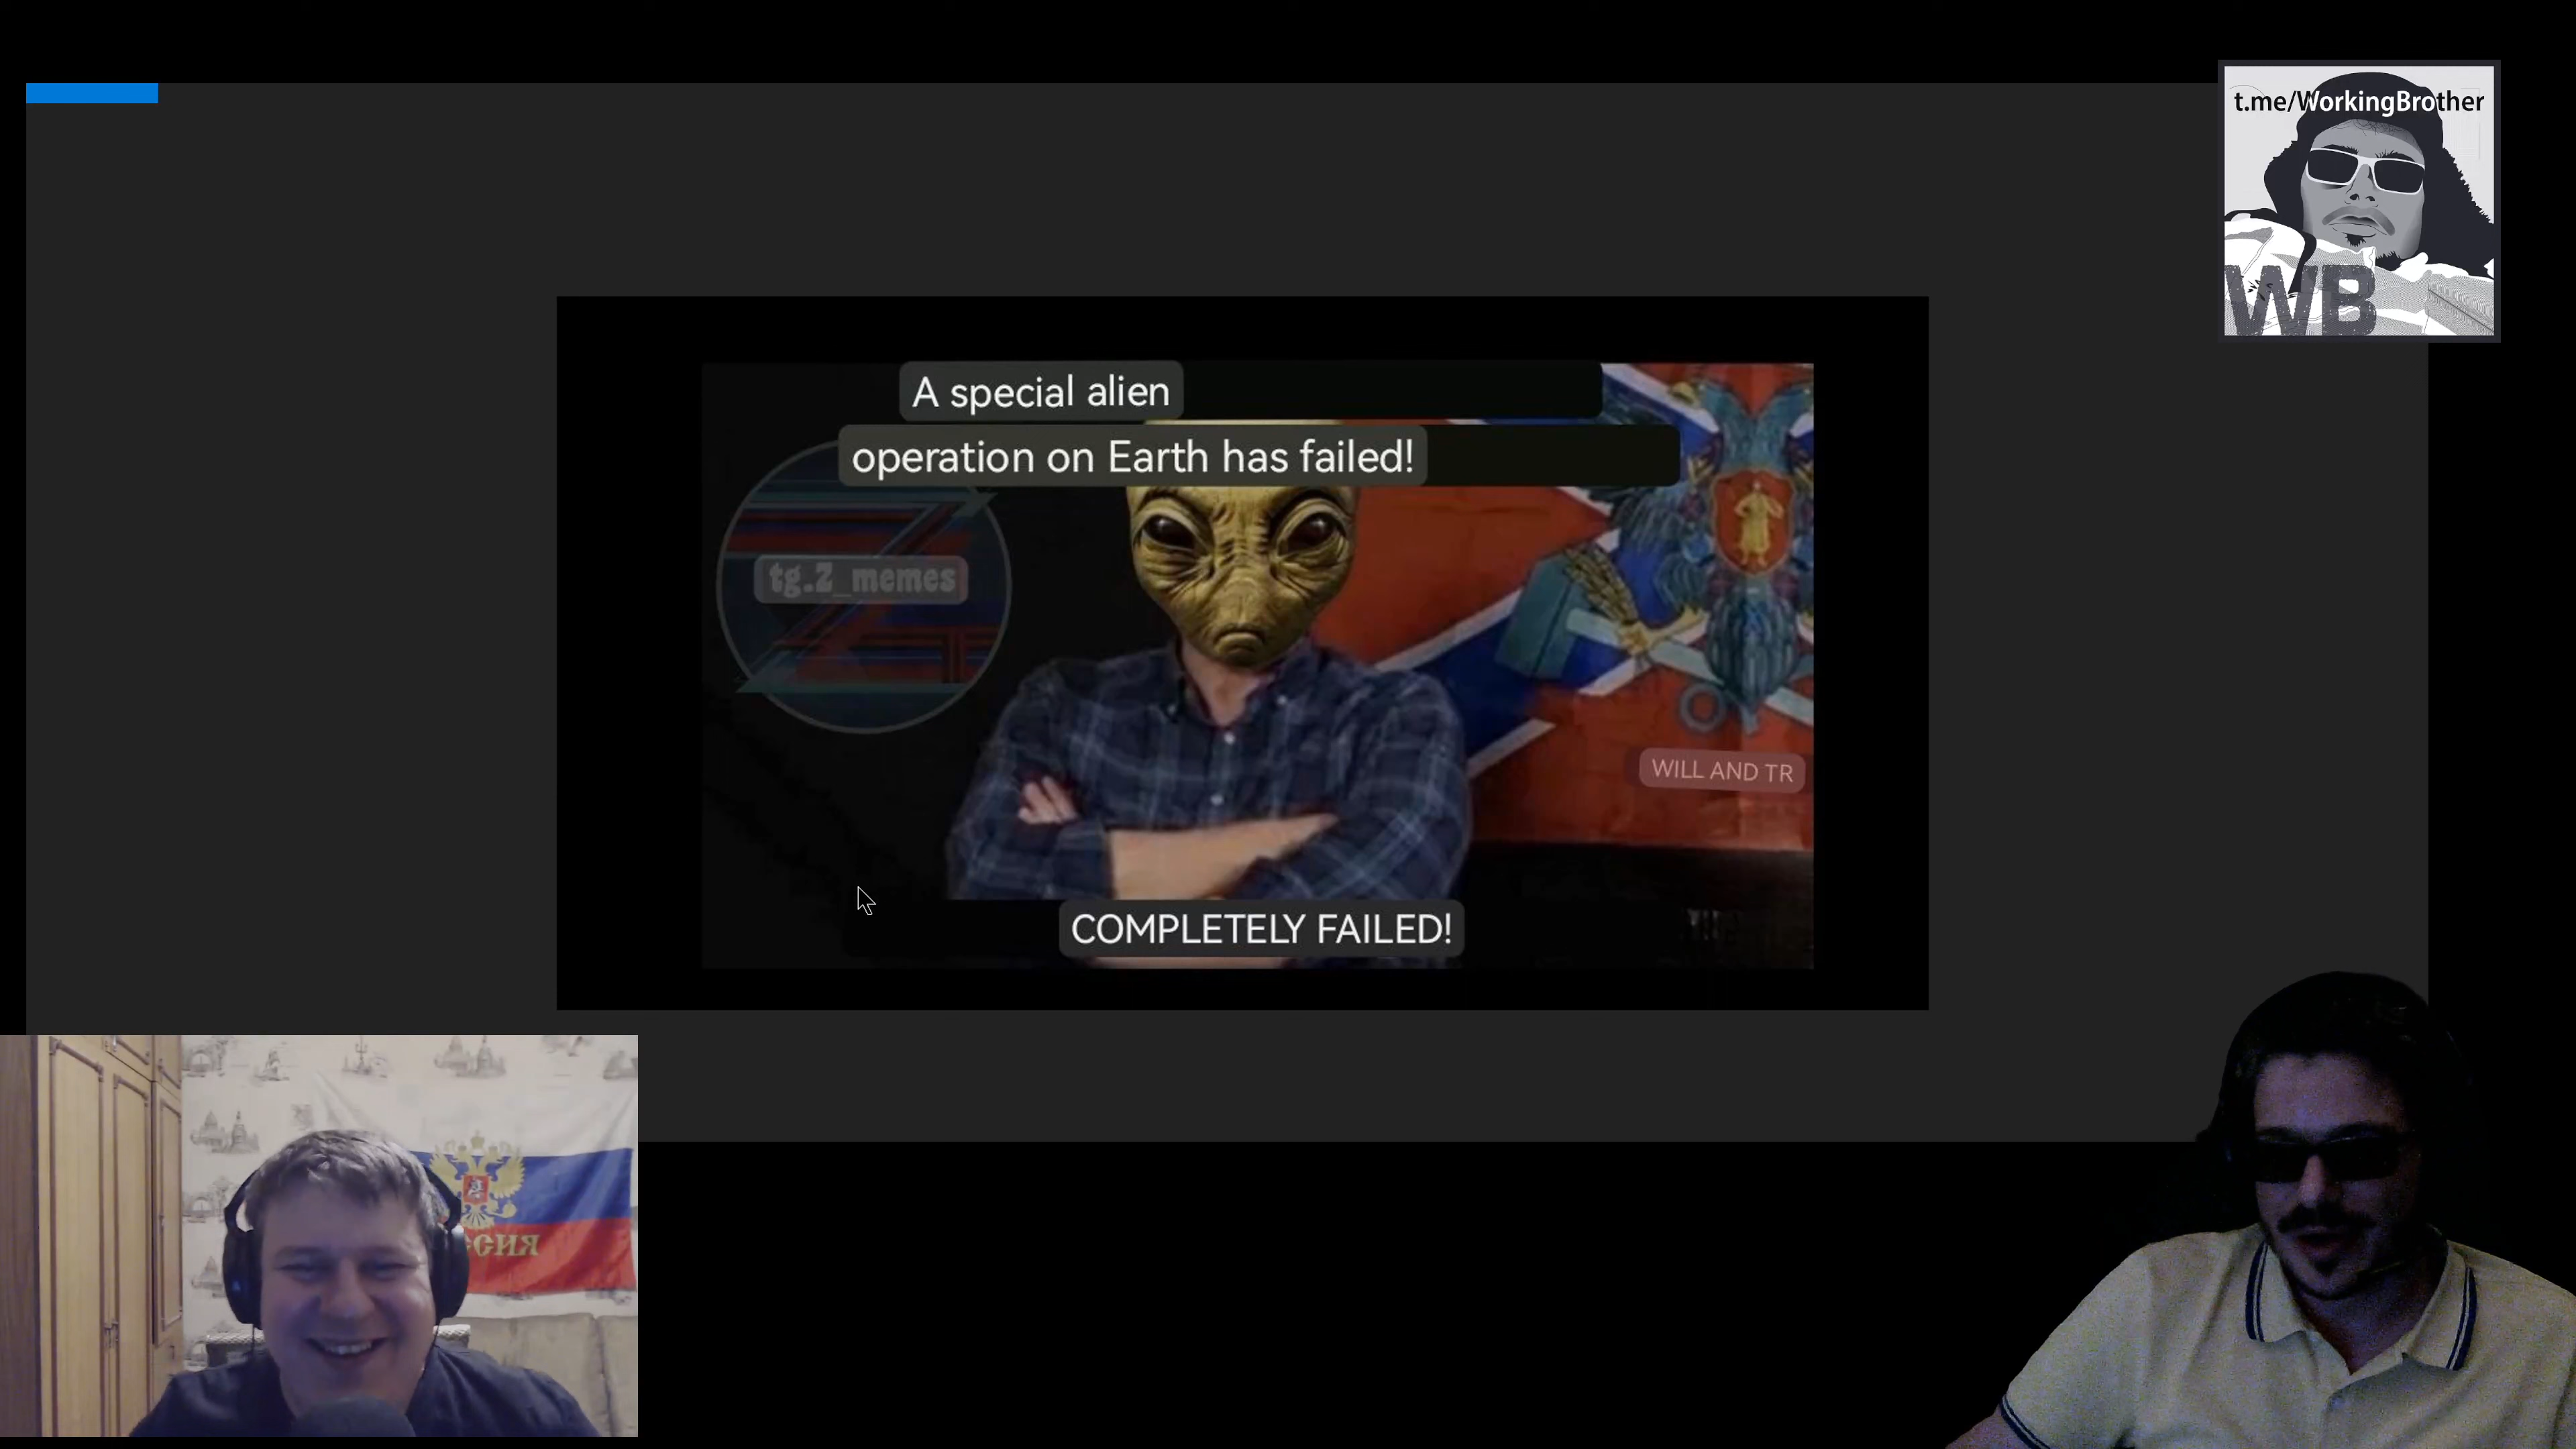 t.me/WorkingBrother
WB
A special alien
operation on Earth has failed!
tg.Z_memes
WILL AND TR
COMPLETELY FAILED!
ССИЯ